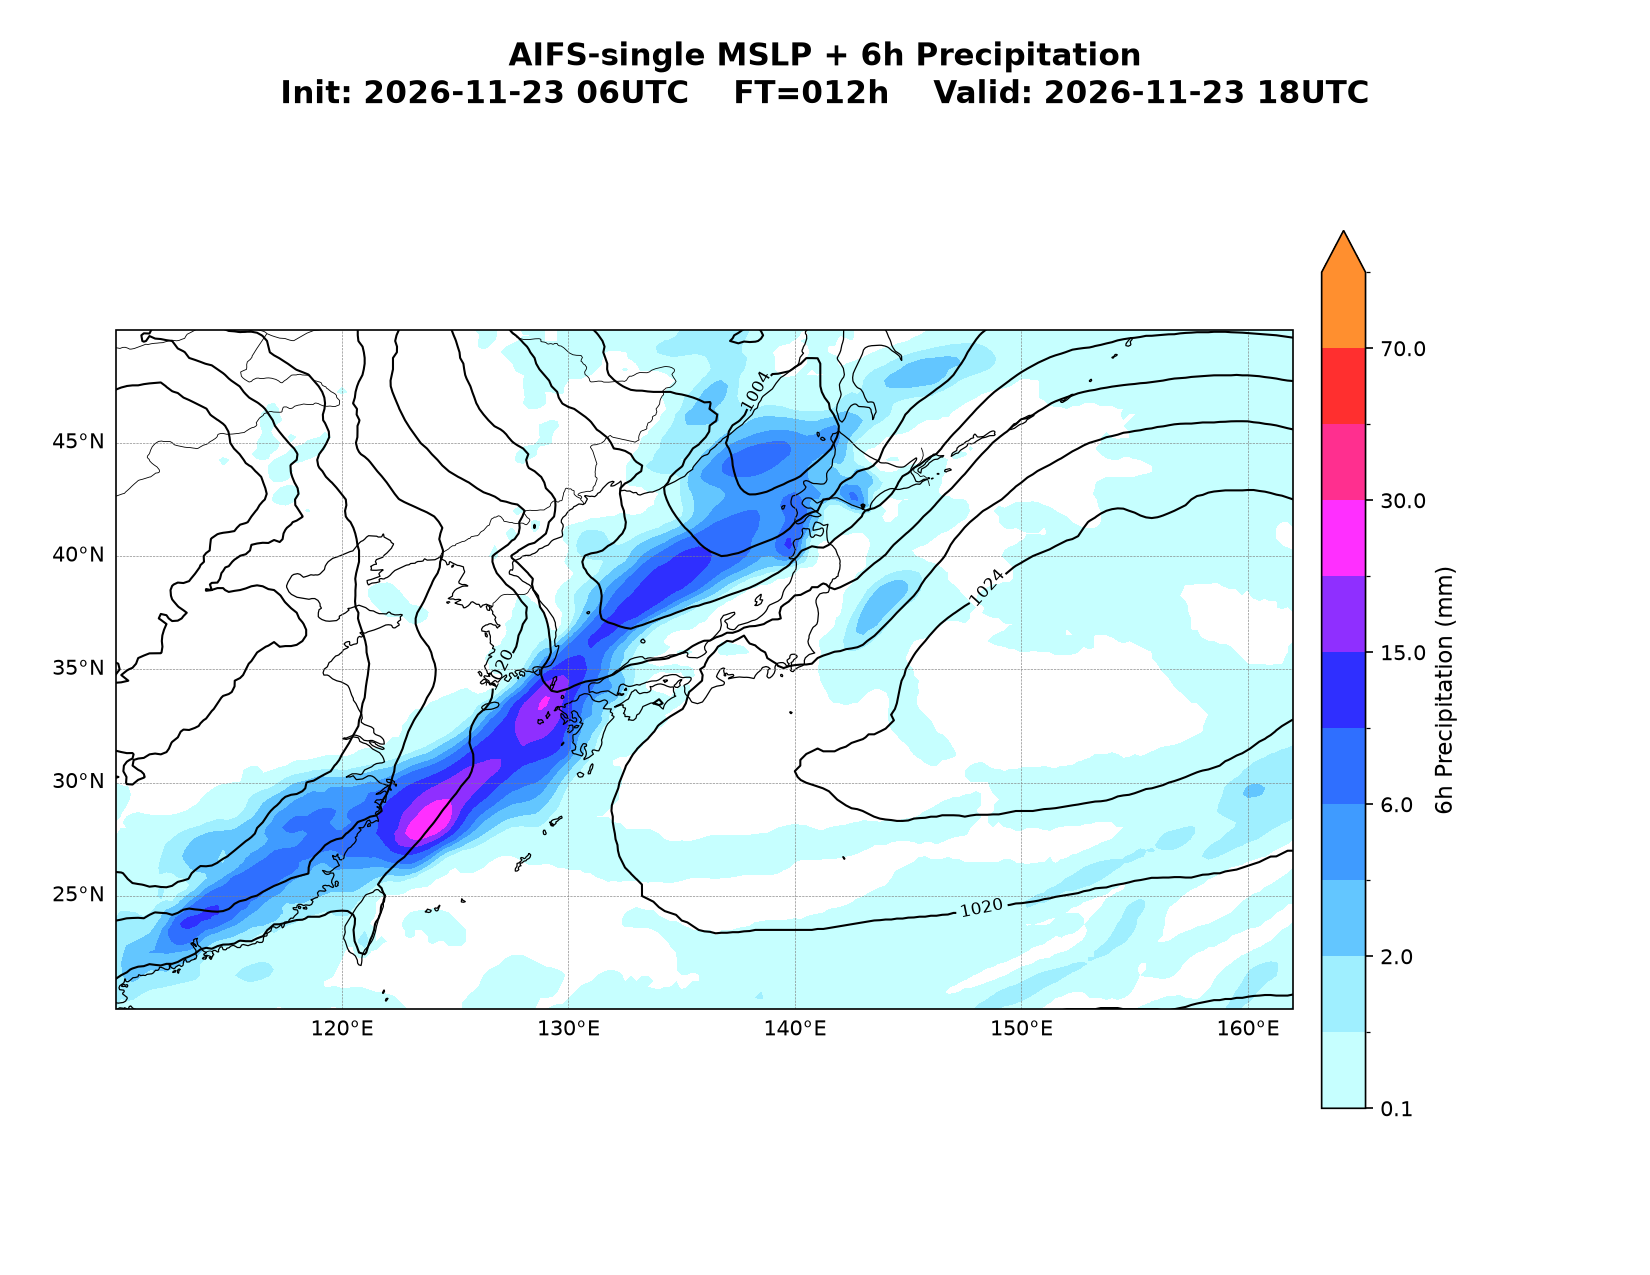 AIFS-single MSLP + 6h Precipitation
Init: 2026-11-23 06UTC    FT=012h    Valid: 2026-11-23 18UTC
45°N
40°N
35°N
30°N
25°N
120°E
130°E
140°E
150°E
160°E
1004
1024
1020
1020
70.0
30.0
15.0
6.0
2.0
0.1
6h Precipitation (mm)